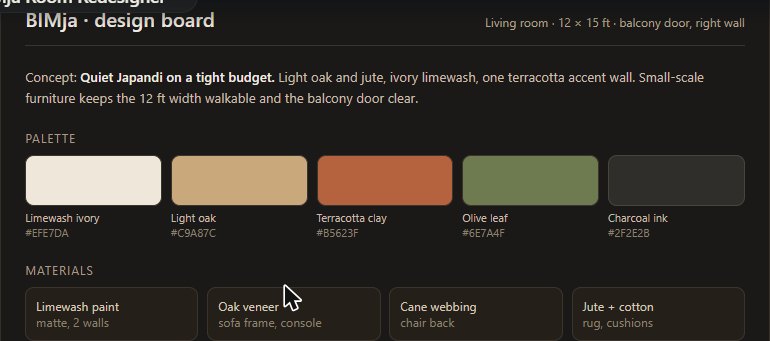 ja Room Redesigner
BIMja · design board
Living room · 12 × 15 ft · balcony door, right wall
Concept: Quiet Japandi on a tight budget. Light oak and jute, ivory limewash, one terracotta accent wall. Small-scale
furniture keeps the 12 ft width walkable and the balcony door clear.
PALETTE
Limewash ivory
#EFE7DA
Light oak
#C9A87C
Terracotta clay
#B5623F
Olive leaf
#6E7A4F
Charcoal ink
#2F2E2B
MATERIALS
Limewash paint
matte, 2 walls
Oak veneer
sofa frame, console
Cane webbing
chair back
Jute + cotton
rug, cushions